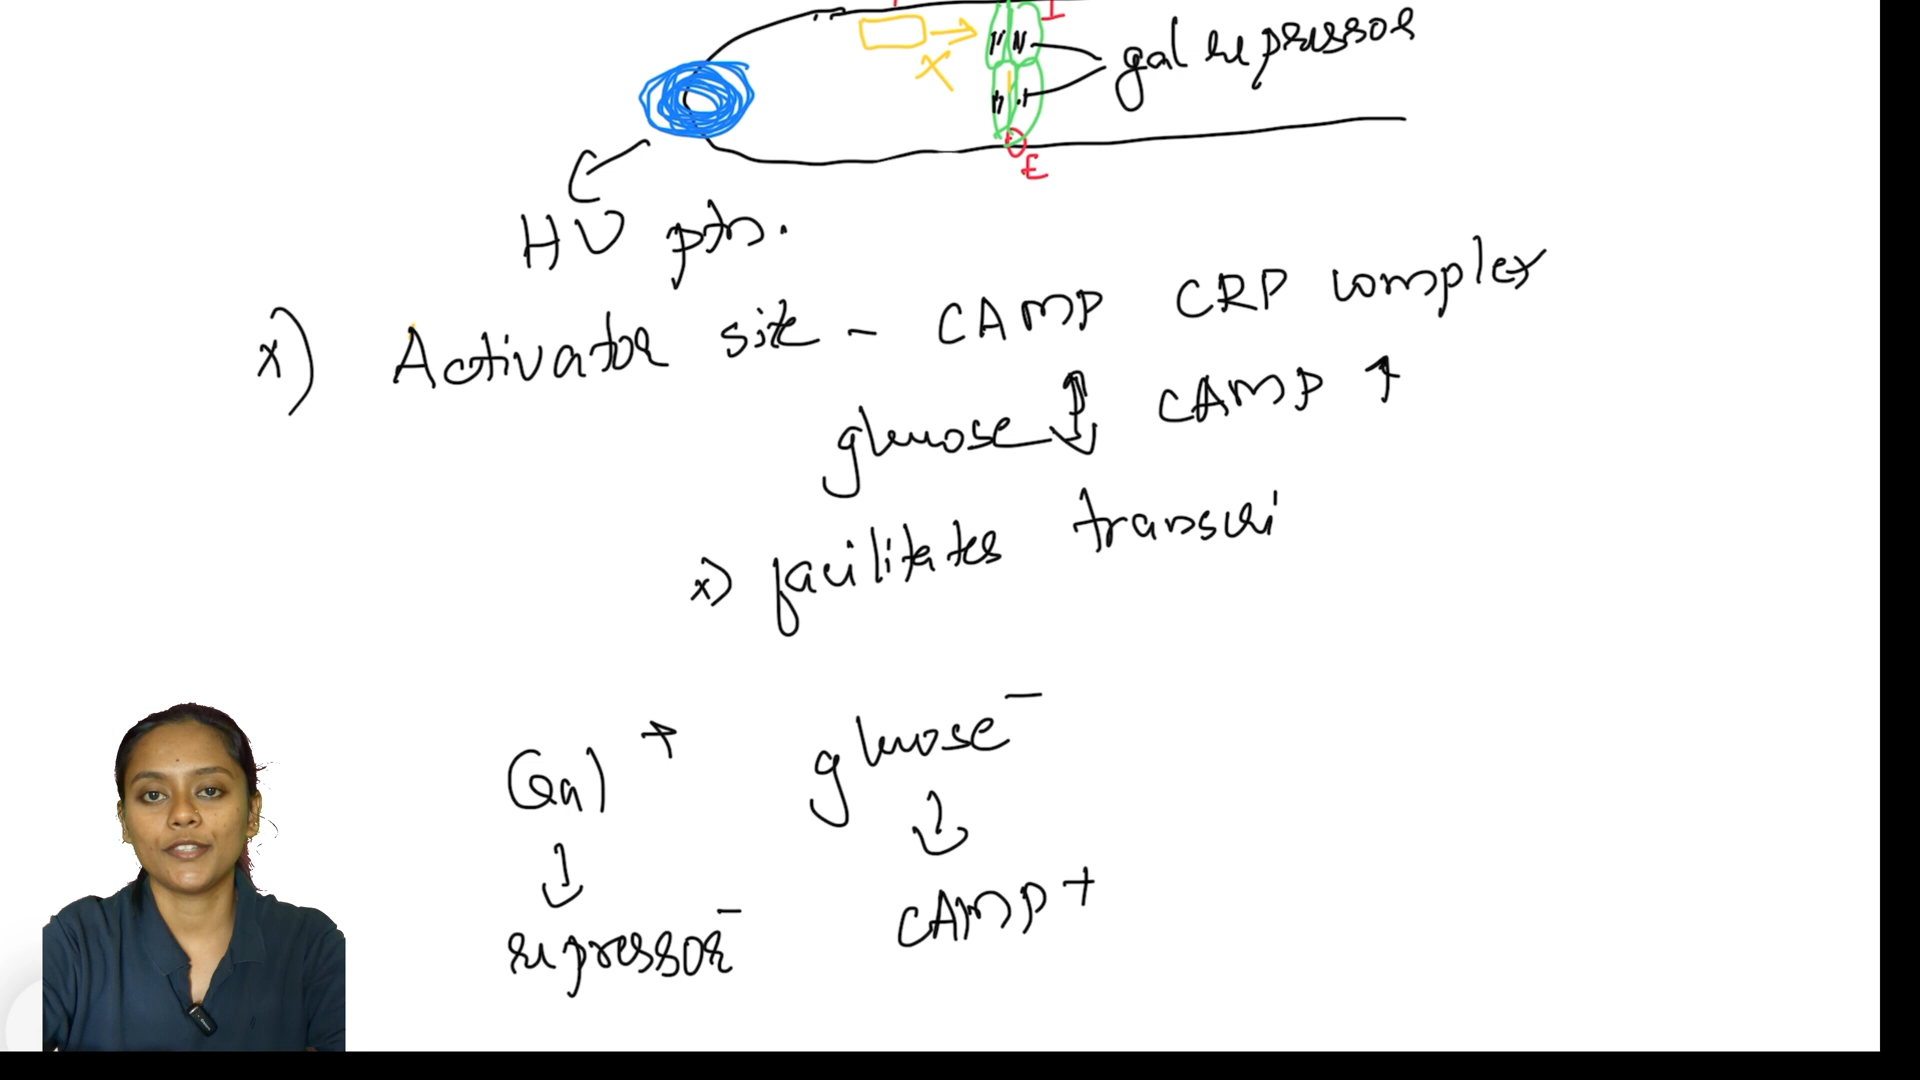 I
gal repressor
E
HU ptn.
x) Activator site - CAMP CRP complex
glucose ↓ CAMP ↑
x) facilitates transcri
Gal + glucose -
↓ ↓
repressor - CAMP +